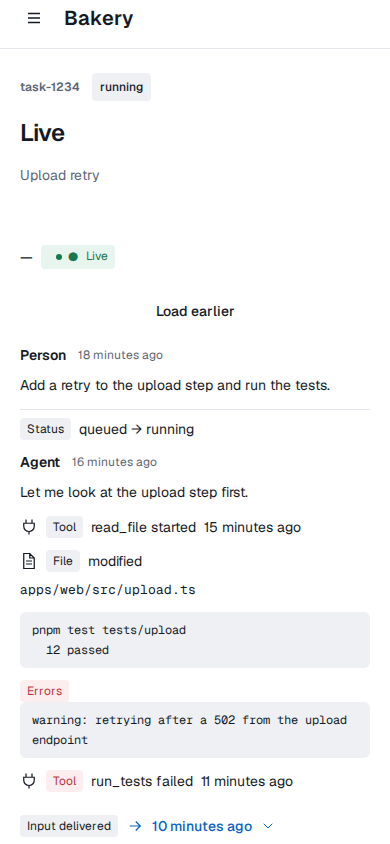 Bakery
task-1234 running
Live
Upload retry
— Live
Load earlier
Person 18 minutes ago
Add a retry to the upload step and run the tests.
Status queued → running
Agent 16 minutes ago
Let me look at the upload step first.
Tool read_file started 15 minutes ago
File modified
apps/web/src/upload.ts
pnpm test tests/upload
12 passed
Errors
warning: retrying after a 502 from the upload
endpoint
Tool run_tests failed 11 minutes ago
Input delivered → 10 minutes ago